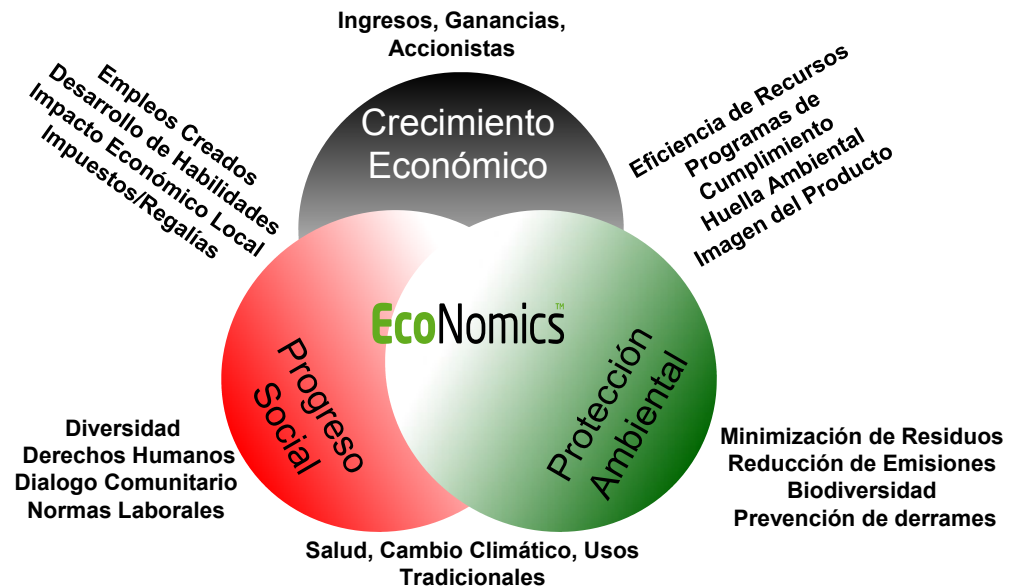 Ingresos, Ganancias,
Accionistas
Empleos Creados
Desarrollo de Habilidades
Impacto Económico Local
Impuestos/Regalías
Crecimiento
Económico
Eficiencia de Recursos
Programas de
Cumplimiento
Huella Ambiental
Imagen del Producto
EcoNomics™
Progreso
Social
Protección
Ambiental
Diversidad
Derechos Humanos
Dialogo Comunitario
Normas Laborales
Minimización de Residuos
Reducción de Emisiones
Biodiversidad
Prevención de derrames
Salud, Cambio Climático, Usos
Tradicionales